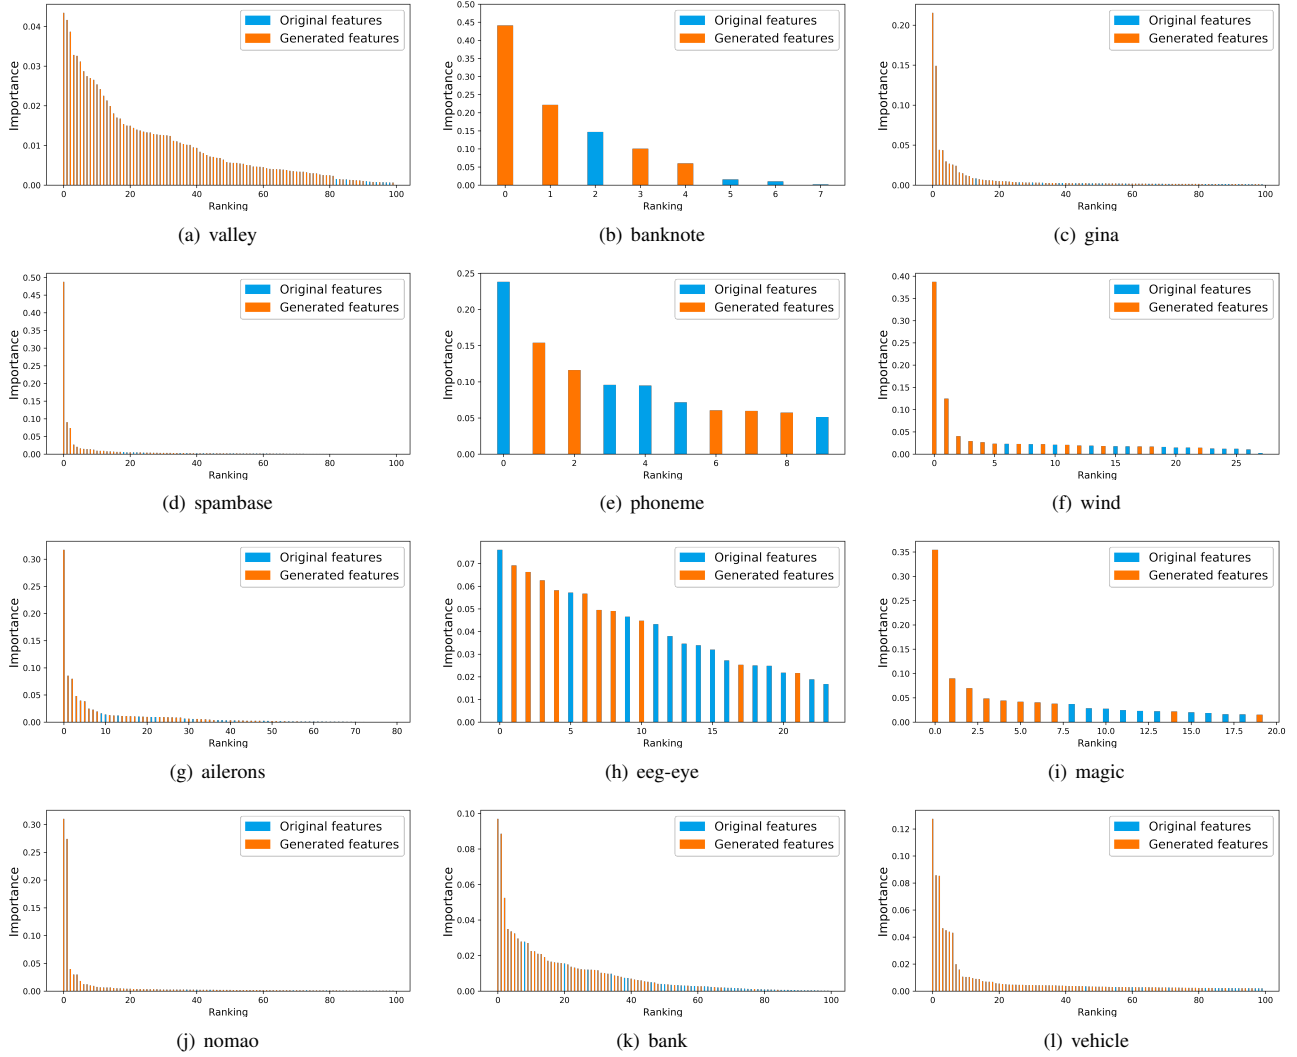 0.04
0.03
0.02
0.01
0.00
Importance
Original features
Generated features
0 20 40 60 80 100
Ranking
(a) valley
0.50
0.45
0.40
0.35
0.30
0.25
0.20
0.15
0.10
0.05
0.00
Importance
Original features
Generated features
0 1 2 3 4 5 6 7
Ranking
(b) banknote
0.20
0.15
0.10
0.05
0.00
Importance
Original features
Generated features
0 20 40 60 80 100
Ranking
(c) gina
0.50
0.45
0.40
0.35
0.30
0.25
0.20
0.15
0.10
0.05
0.00
Importance
Original features
Generated features
0 20 40 60 80 100
Ranking
(d) spambase
0.25
0.20
0.15
0.10
0.05
0.00
Importance
Original features
Generated features
0 2 4 6 8
Ranking
(e) phoneme
0.40
0.35
0.30
0.25
0.20
0.15
0.10
0.05
0.00
Importance
Original features
Generated features
0 5 10 15 20 25
Ranking
(f) wind
0.30
0.25
0.20
0.15
0.10
0.05
0.00
Importance
Original features
Generated features
0 10 20 30 40 50 60 70 80
Ranking
(g) ailerons
0.07
0.06
0.05
0.04
0.03
0.02
0.01
0.00
Importance
Original features
Generated features
0 5 10 15 20
Ranking
(h) eeg-eye
0.35
0.30
0.25
0.20
0.15
0.10
0.05
0.00
Importance
Original features
Generated features
0.0 2.5 5.0 7.5 10.0 12.5 15.0 17.5 20.0
Ranking
(i) magic
0.30
0.25
0.20
0.15
0.10
0.05
0.00
Importance
Original features
Generated features
0 20 40 60 80 100
Ranking
(j) nomao
0.10
0.08
0.06
0.04
0.02
0.00
Importance
Original features
Generated features
0 20 40 60 80 100
Ranking
(k) bank
0.12
0.10
0.08
0.06
0.04
0.02
0.00
Importance
Original features
Generated features
0 20 40 60 80 100
Ranking
(l) vehicle